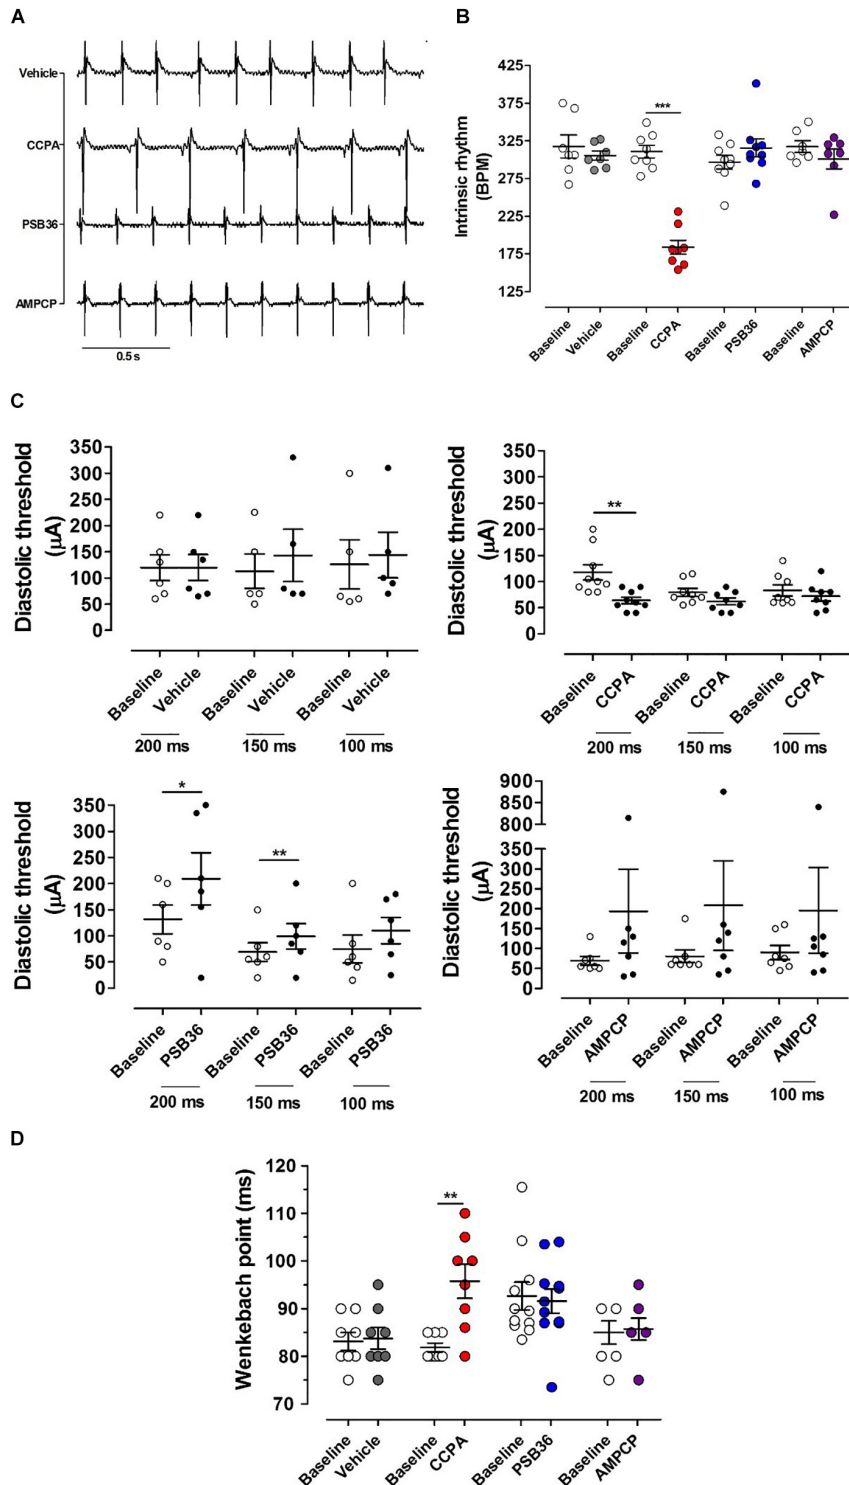 A
Vehicle
CCPA
PSB36
AMPCP
0.5 s
B
Intrinsic rhythm
(BPM)
425
375
325
275
225
175
125
***
Baseline
Vehicle
Baseline
CCPA
Baseline
PSB36
Baseline
AMPCP
C
Diastolic threshold
(µA)
350
300
250
200
150
100
50
0
Baseline
Vehicle
Baseline
Vehicle
Baseline
Vehicle
200 ms
150 ms
100 ms
Diastolic threshold
(µA)
350
300
250
200
150
100
50
0
**
Baseline
CCPA
Baseline
CCPA
Baseline
CCPA
200 ms
150 ms
100 ms
Diastolic threshold
(µA)
350
300
250
200
150
100
50
0
*
**
Baseline
PSB36
Baseline
PSB36
Baseline
PSB36
200 ms
150 ms
100 ms
Diastolic threshold
(µA)
900
850
800
350
300
250
200
150
100
50
0
Baseline
AMPCP
Baseline
AMPCP
Baseline
AMPCP
200 ms
150 ms
100 ms
D
Wenkebach point (ms)
120
110
100
90
80
70
**
Baseline
Vehicle
Baseline
CCPA
Baseline
PSB36
Baseline
AMPCP